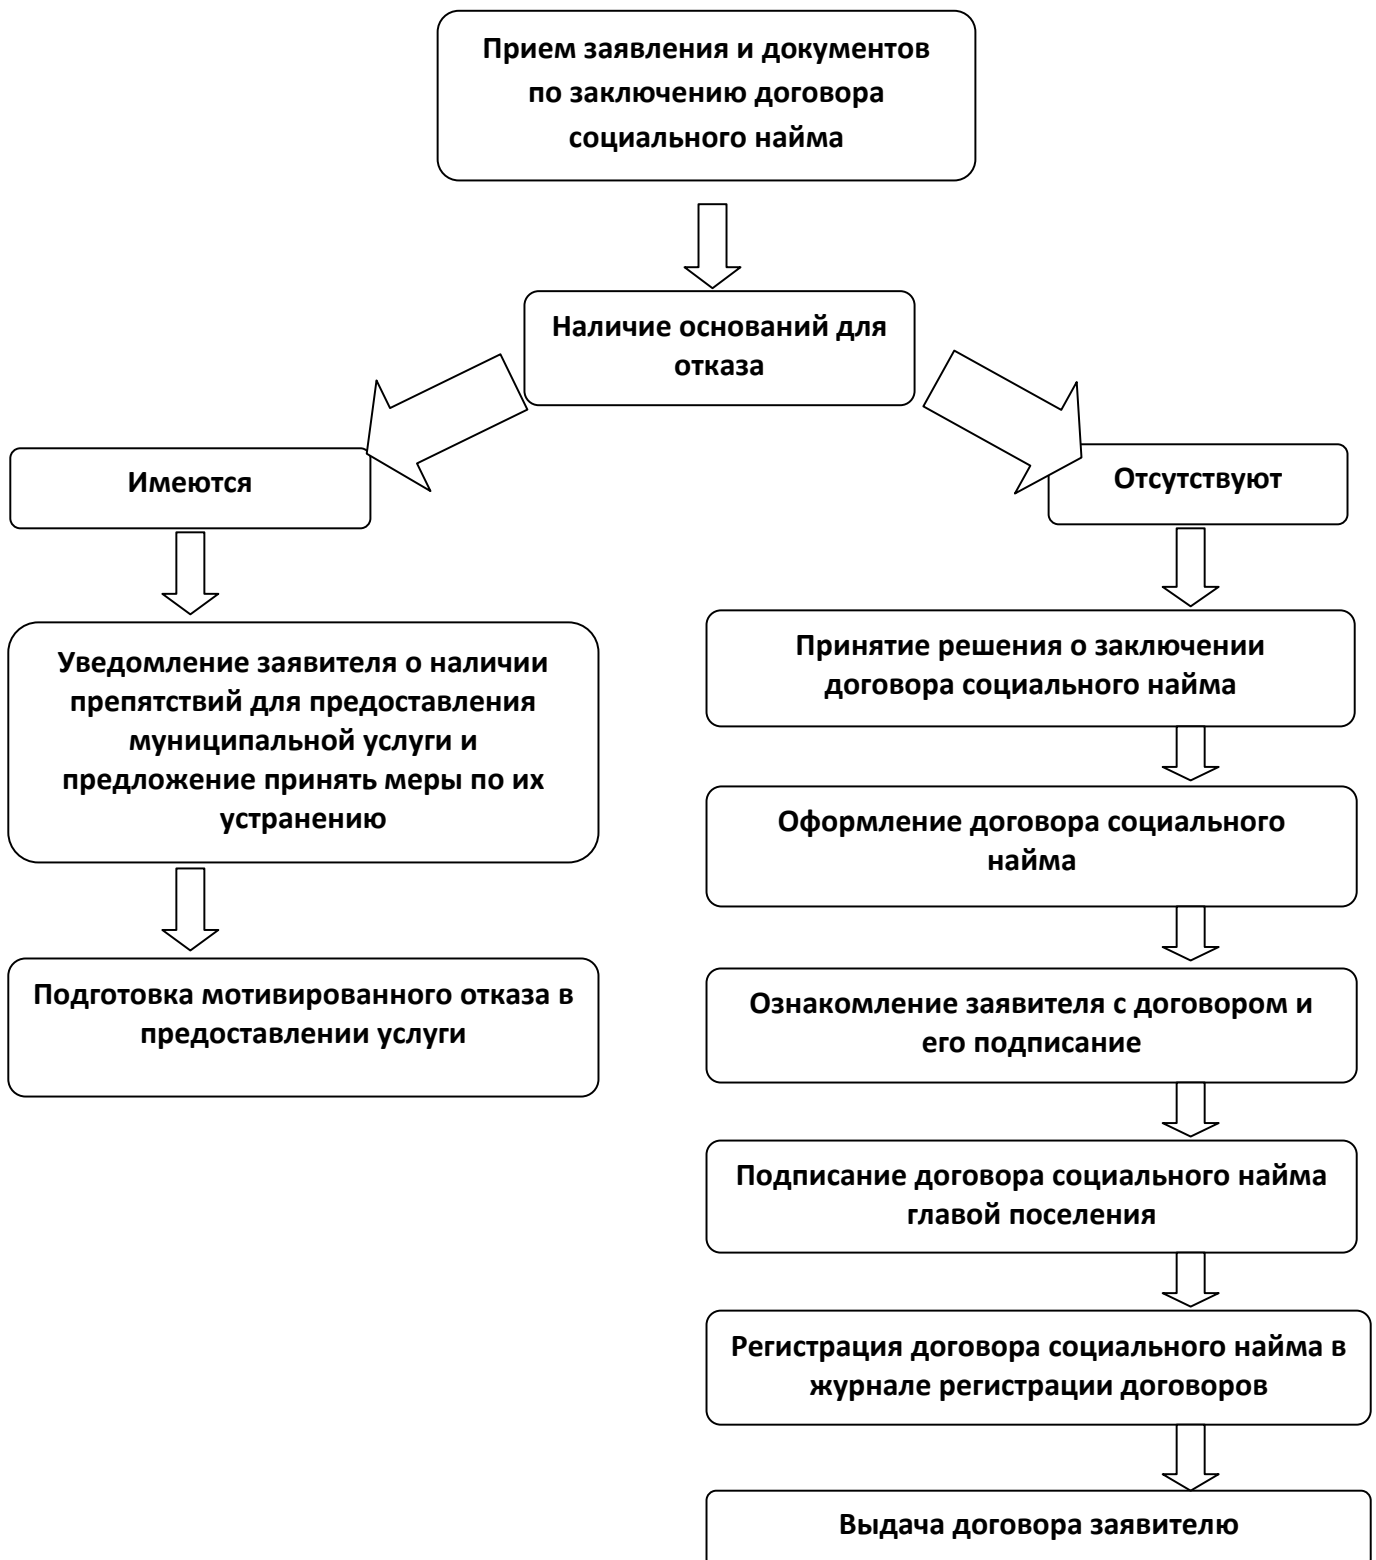 Прием заявления и документов
по заключению договора
социального найма
Наличие оснований для
отказа
Имеются
Отсутствуют
Уведомление заявителя о наличии
препятствий для предоставления
муниципальной услуги и
предложение принять меры по их
устранению
Подготовка мотивированного отказа в
предоставлении услуги
Принятие решения о заключении
договора социального найма
Оформление договора социального
найма
Ознакомление заявителя с договором и
его подписание
Подписание договора социального найма
главой поселения
Регистрация договора социального найма в
журнале регистрации договоров
Выдача договора заявителю